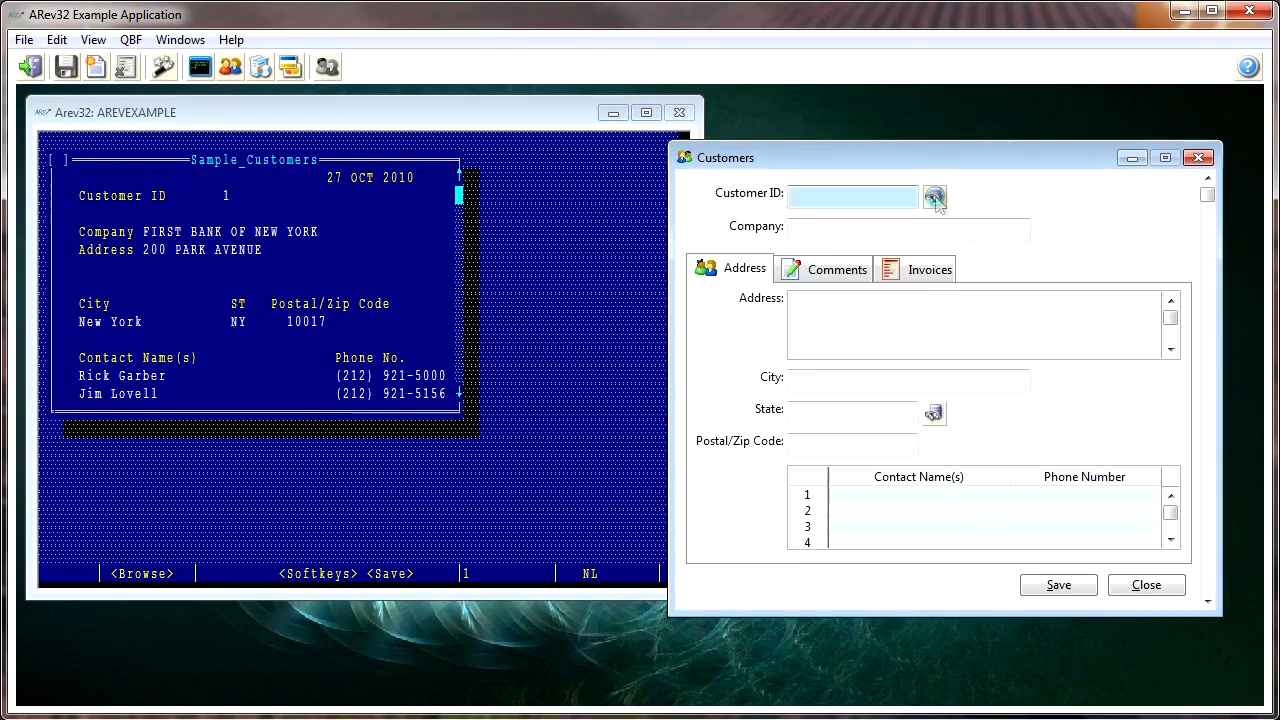 ARev32 Example Application
File Edit View QBF Windows Help
Arev32: AREVEXAMPLE
[ ] Sample_Customers
27 OCT 2010
Customer ID 1
Company FIRST BANK OF NEW YORK
Address 200 PARK AVENUE
City ST Postal/Zip Code
New York NY 10017
Contact Name(s) Phone No.
Rick Garber (212) 921-5000
Jim Lovell (212) 921-5156
<Browse> <Softkeys> <Save> 1 NL
Customers
Customer ID:
Company:
Address Comments Invoices
Address:
City:
State:
Postal/Zip Code:
Contact Name(s) Phone Number
1
2
3
4
Save Close